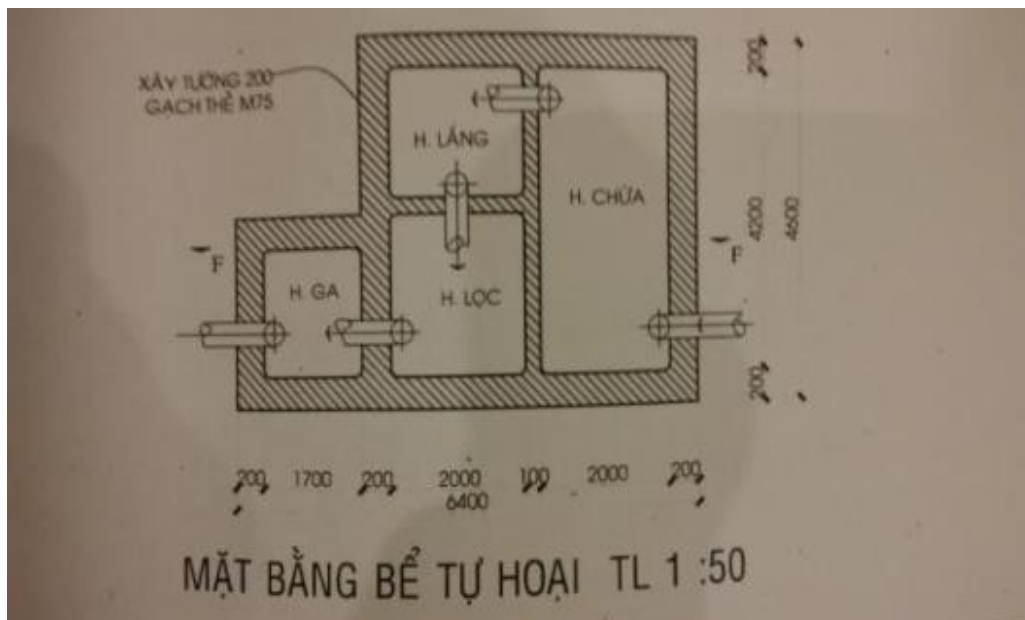 XÂY TƯỜNG 200
GẠCH THẺ M75
H. LẮNG
H. CHỨA
H. GA
H. LỌC
F
F
200
4200
4600
200
200 1700 200 2000 100 2000 200
6400
MẶT BẰNG BỂ TỰ HOẠI TL 1 :50